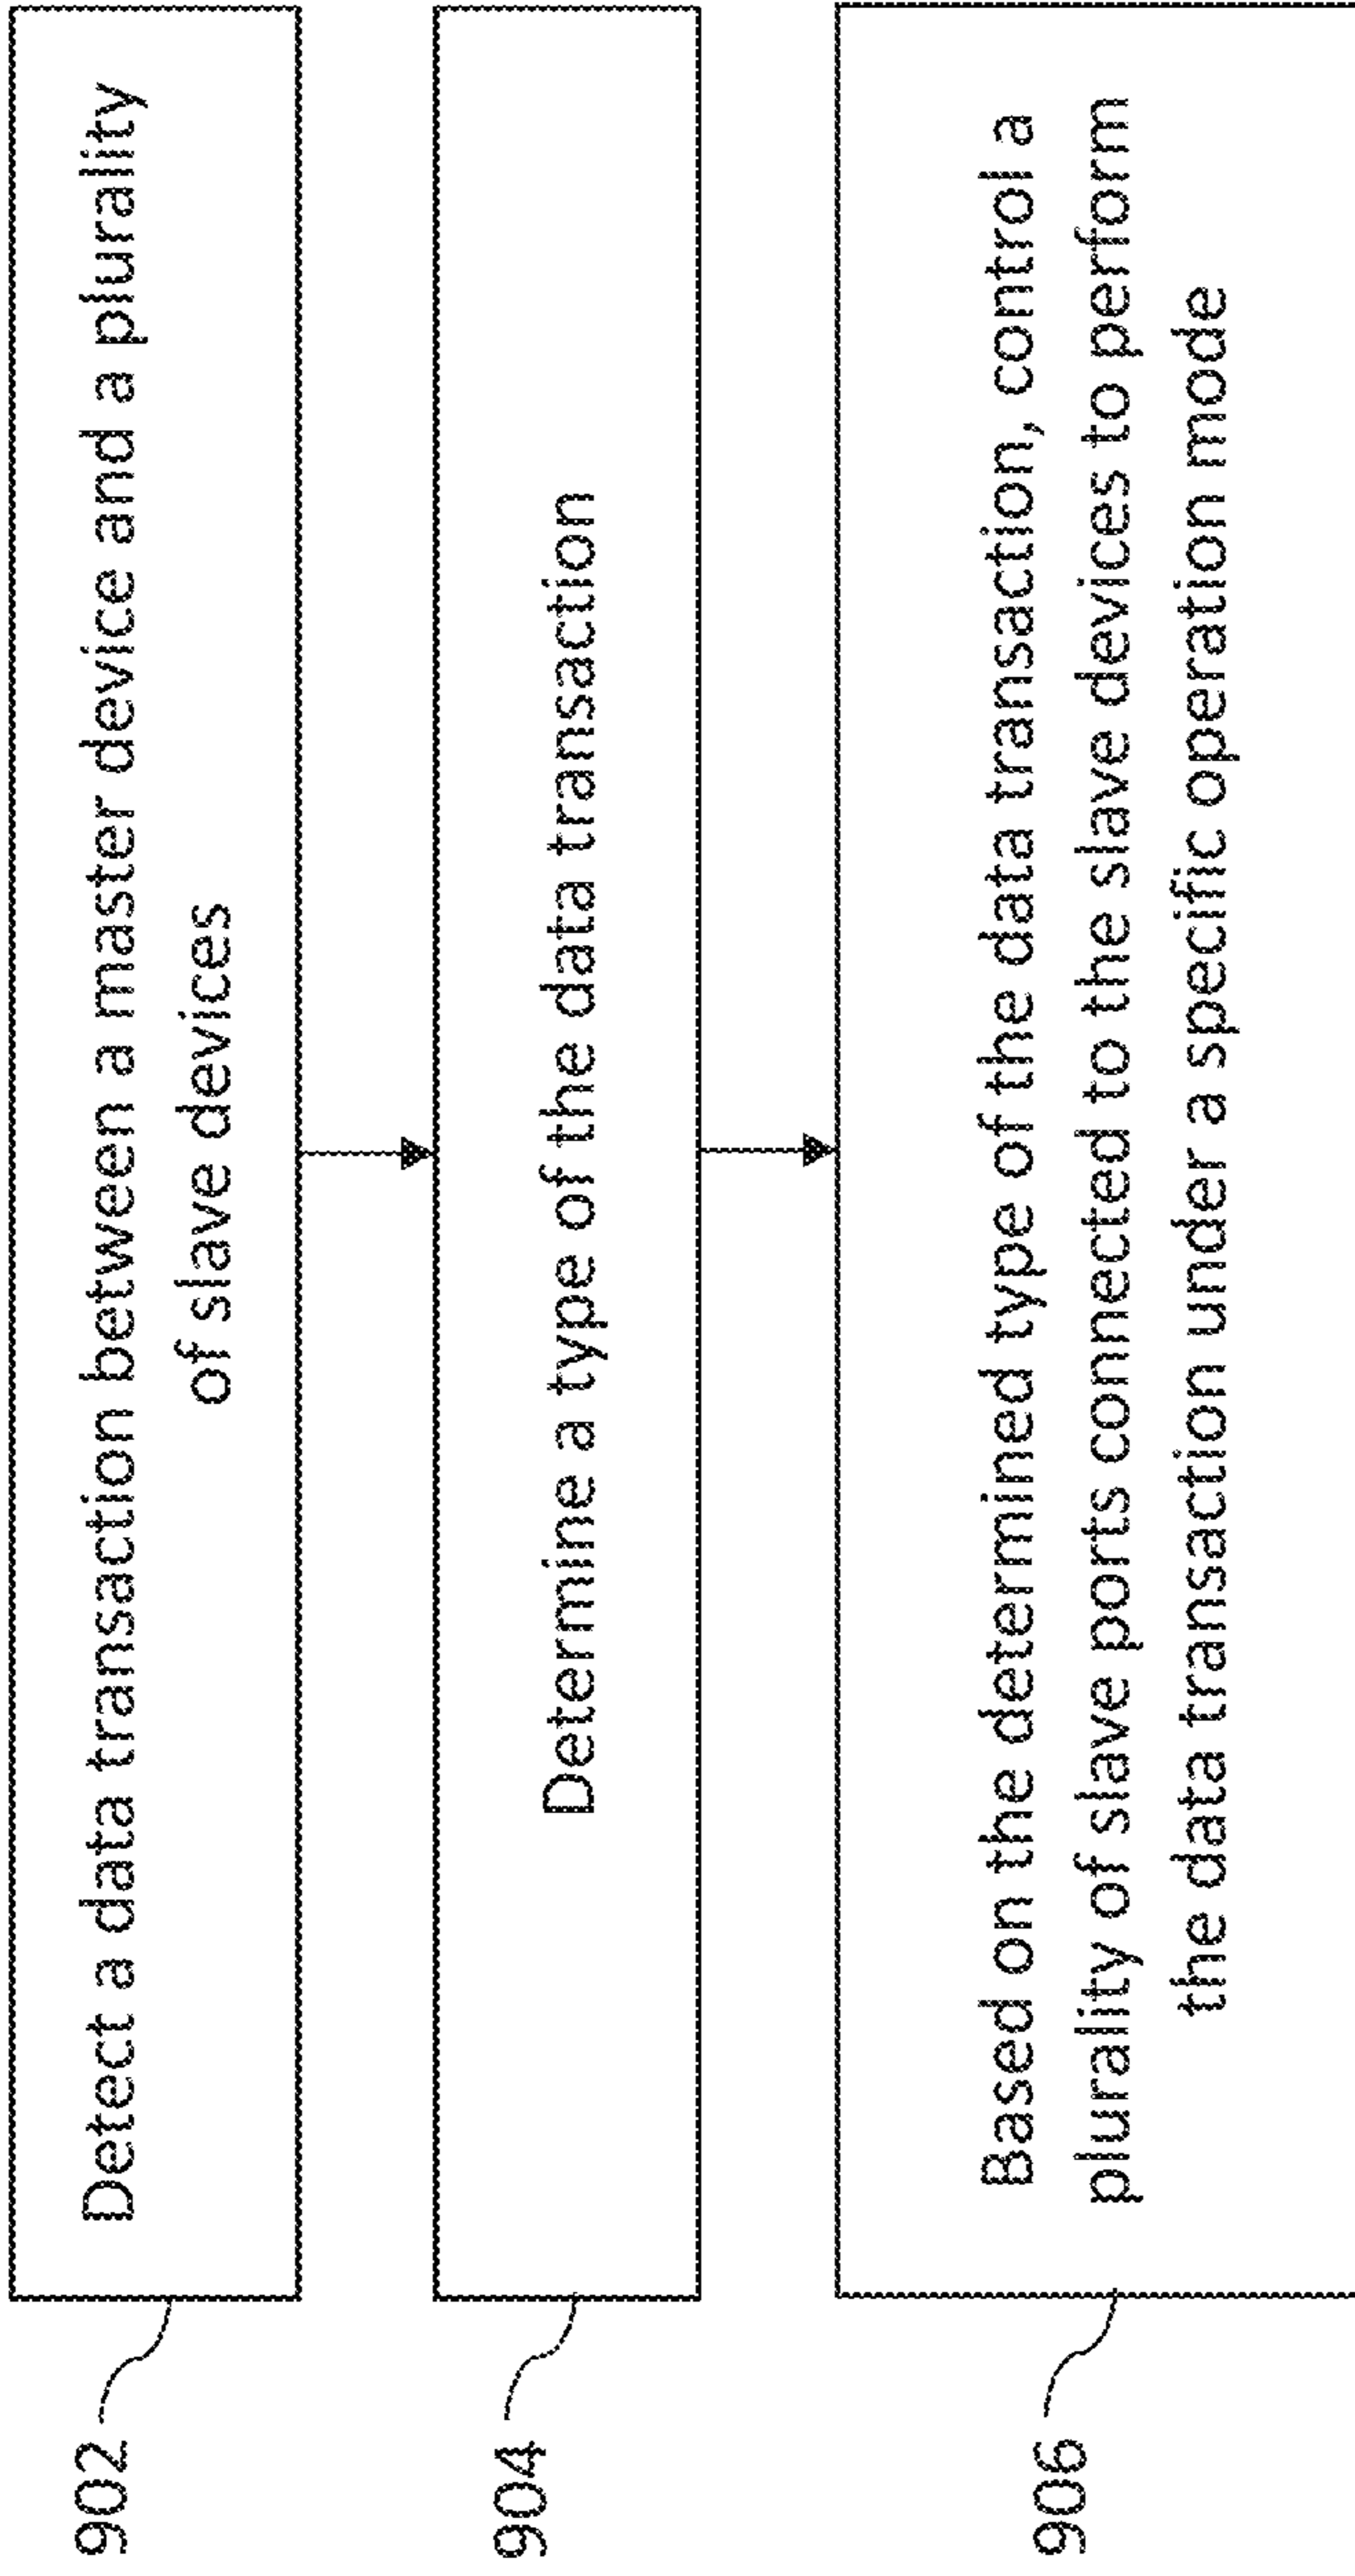 902
Detect a data transaction between a master device and a plurality
of slave devices
904
Determine a type of the data transaction
906
Based on the determined type of the data transaction, control a
plurality of slave ports connected to the slave devices to perform
the data transaction under a specific operation mode